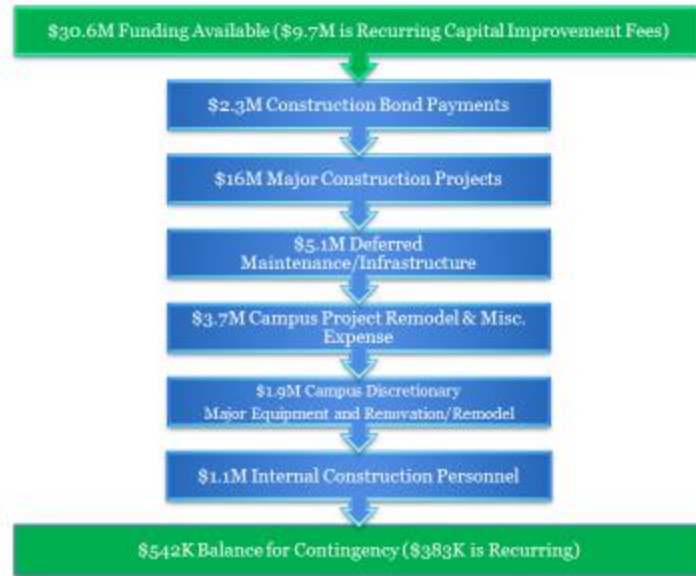 $30.6M Funding Available ($9.7M is Recurring Capital Improvement Fees)
$2.3M Construction Bond Payments
$16M Major Construction Projects
$5.1M Deferred
Maintenance/Infrastructure
$3.7M Campus Project Remodel & Misc.
Expense
$1.9M Campus Discretionary
Major Equipment and Renovation/Remodel
$1.1M Internal Construction Personnel
$542K Balance for Contingency ($383K is Recurring)